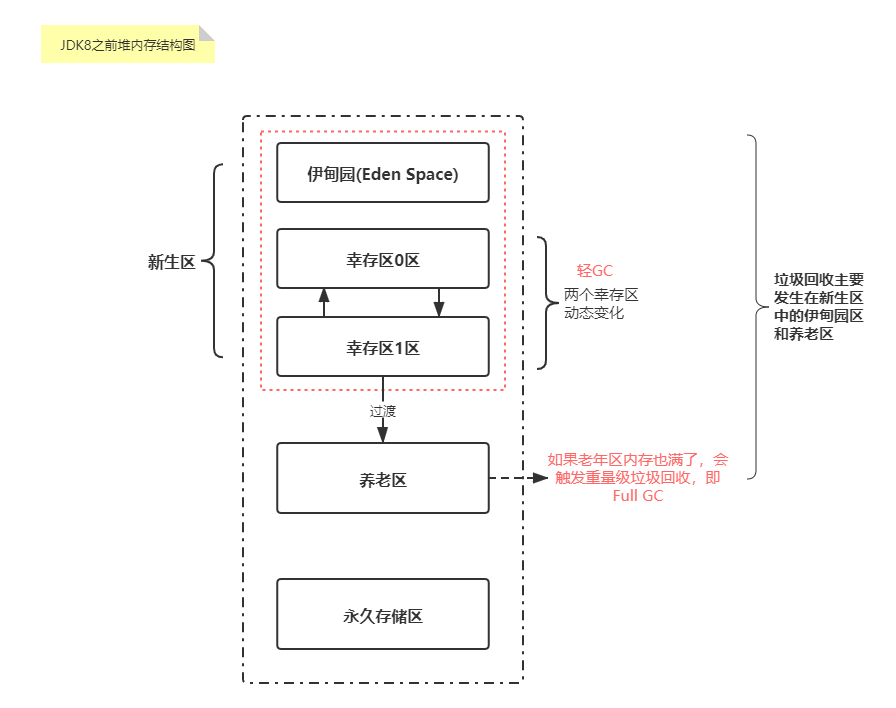 JDK8之前堆内存结构图
伊甸园(Eden Space)
幸存区0区
新生区
轻GC
两个幸存区
动态变化
垃圾回收主要
发生在新生区
中的伊甸园区
和养老区
幸存区1区
过渡
养老区
如果老年区内存也满了，会
触发重量级垃圾回收，即
Full GC
永久存储区